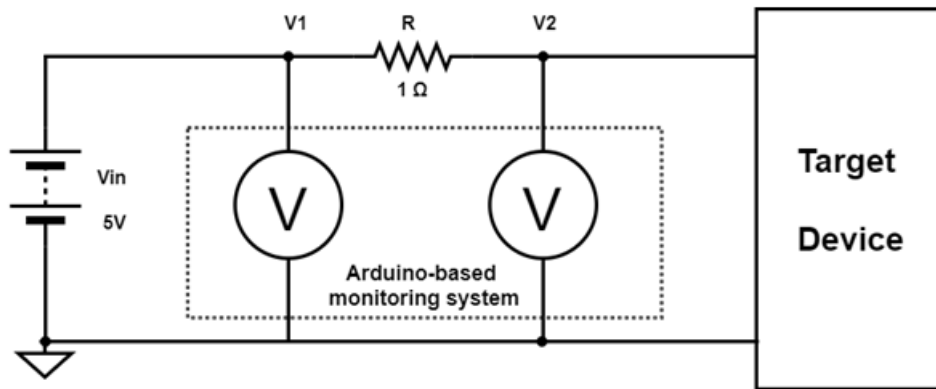 V1
R
V2
1 Ω
Vin
5V
V
V
Arduino-based
monitoring system
Target
Device